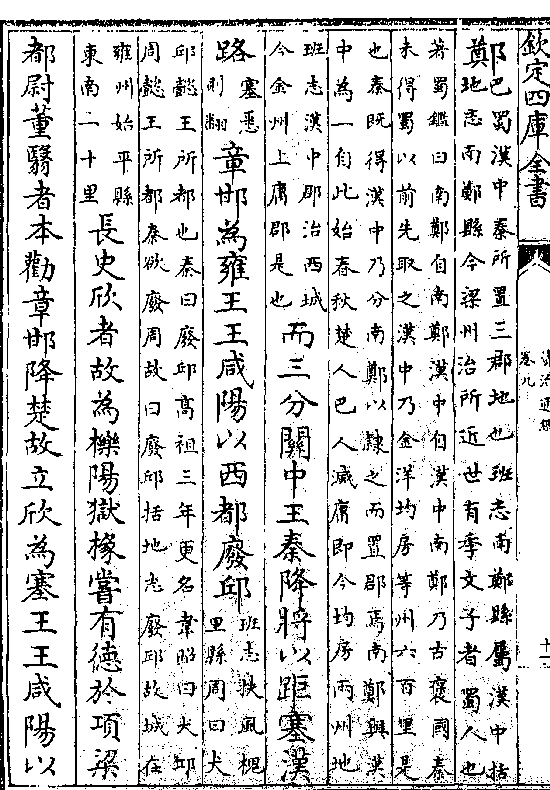 欽定四庫全書
資治通鑑
卷九
鄭
巴蜀漢中秦所置三郡地也班志南鄭縣屬漢中括
地志南鄭縣今梁州治所近世有李文子者蜀人也
著蜀鑑曰南鄭自南鄭漢中自漢中南鄭乃古褒國秦
未得蜀以前先取之漢中乃金洋均房等州六百里是
也秦既得漢中乃分南鄭以隸之而置郡焉南鄭與漢
中為一自此始春秋楚人巴人滅庸即今均房兩州地
班志漢中郡治西城
今金州上庸郡是也
而三分關中王秦降將以距塞漢
路
塞悉
則翻
章邯為雍王王咸陽以西都廢邱
班志扶風槐
里縣周曰犬
邱懿王所都也秦曰廢邱高祖三年更名韋昭曰犬邱
周懿王所都秦欲廢周故曰廢邱括地志廢邱故城在
雍州始平縣
東南二十里
長史欣者故為櫟陽獄掾嘗有德於項梁
都尉董翳者本勸章邯降楚故立欣為塞王王咸陽以